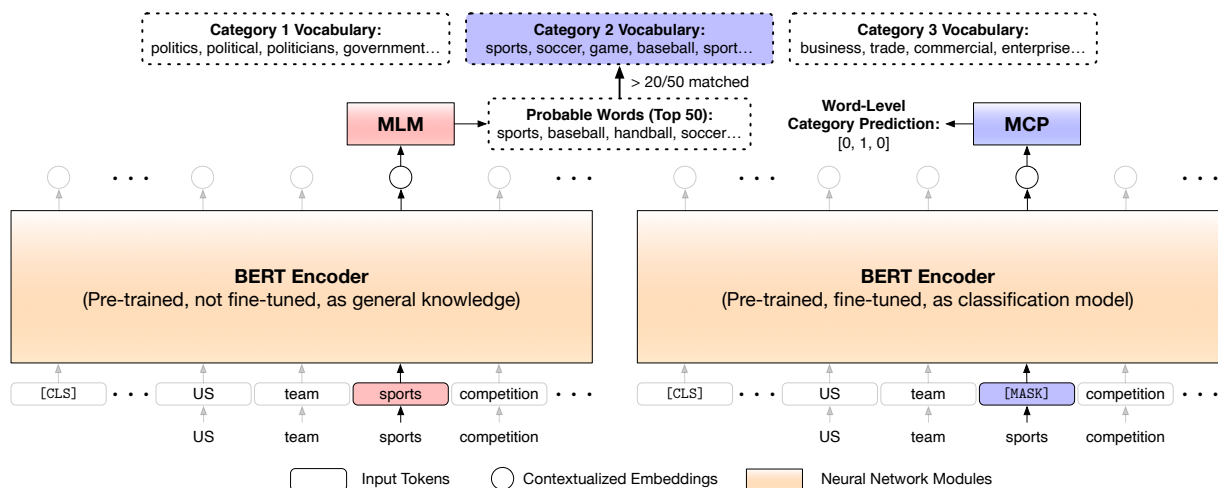 Category 1 Vocabulary:
politics, political, politicians, government...
Category 2 Vocabulary:
sports, soccer, game, baseball, sport...
Category 3 Vocabulary:
business, trade, commercial, enterprise...
> 20/50 matched
MLM
Probable Words (Top 50):
sports, baseball, handball, soccer...
Word-Level
Category Prediction:
[0, 1, 0]
MCP
. . .
. . .
. . .
. . .
BERT Encoder
(Pre-trained, not fine-tuned, as general knowledge)
BERT Encoder
(Pre-trained, fine-tuned, as classification model)
[CLS] . . . US team sports competition . . .
US team sports competition
[CLS] . . . US team [MASK] competition . . .
US team sports competition
Input Tokens
Contextualized Embeddings
Neural Network Modules